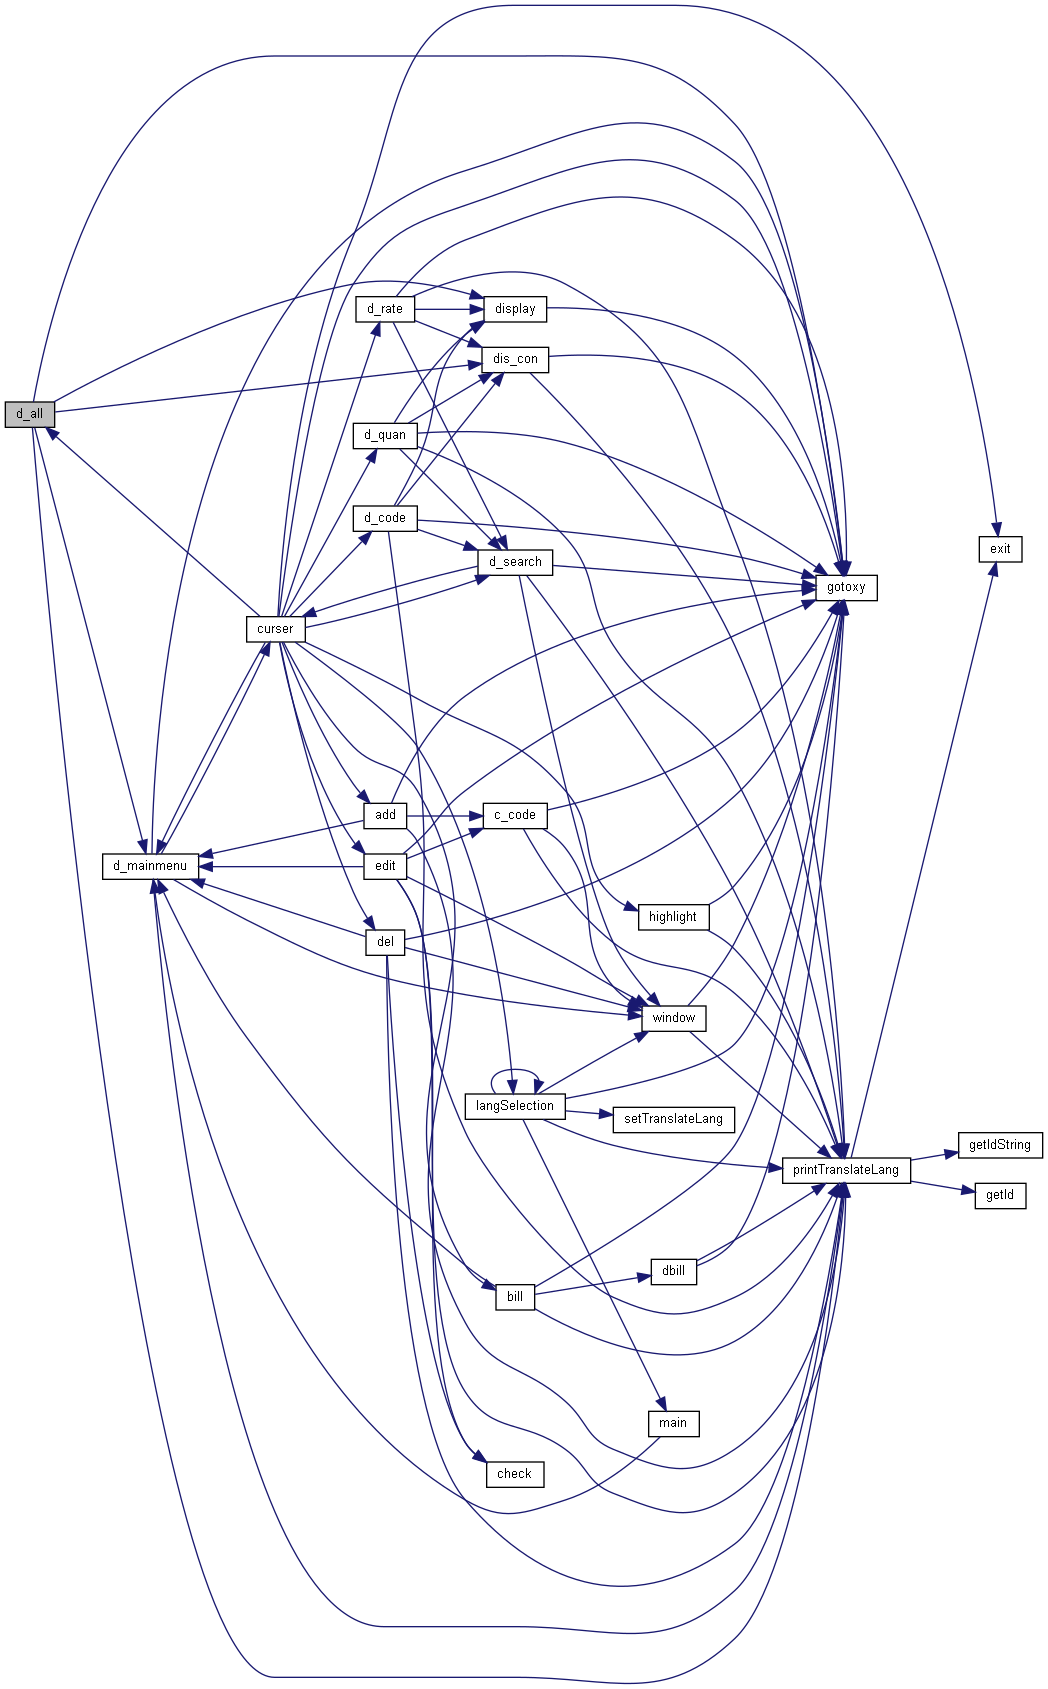 d_all
d_mainmenu
curser
d_rate
d_quan
d_code
add
edit
del
display
dis_con
d_search
c_code
langSelection
bill
check
highlight
window
setTranslateLang
dbill
main
gotoxy
printTranslateLang
exit
getIdString
getId